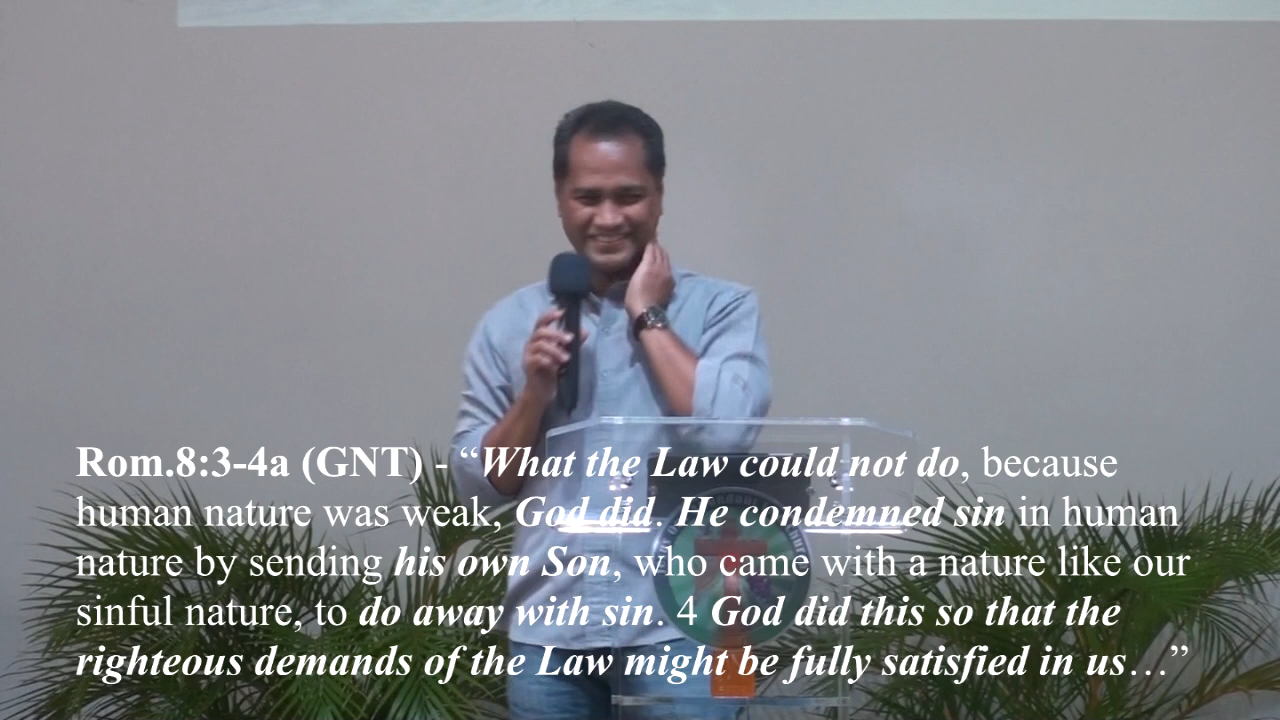 Rom.8:3-4a (GNT) - “What the Law could not do, because
human nature was weak, God did. He condemned sin in human
nature by sending his own Son, who came with a nature like our
sinful nature, to do away with sin. 4 God did this so that the
righteous demands of the Law might be fully satisfied in us…”